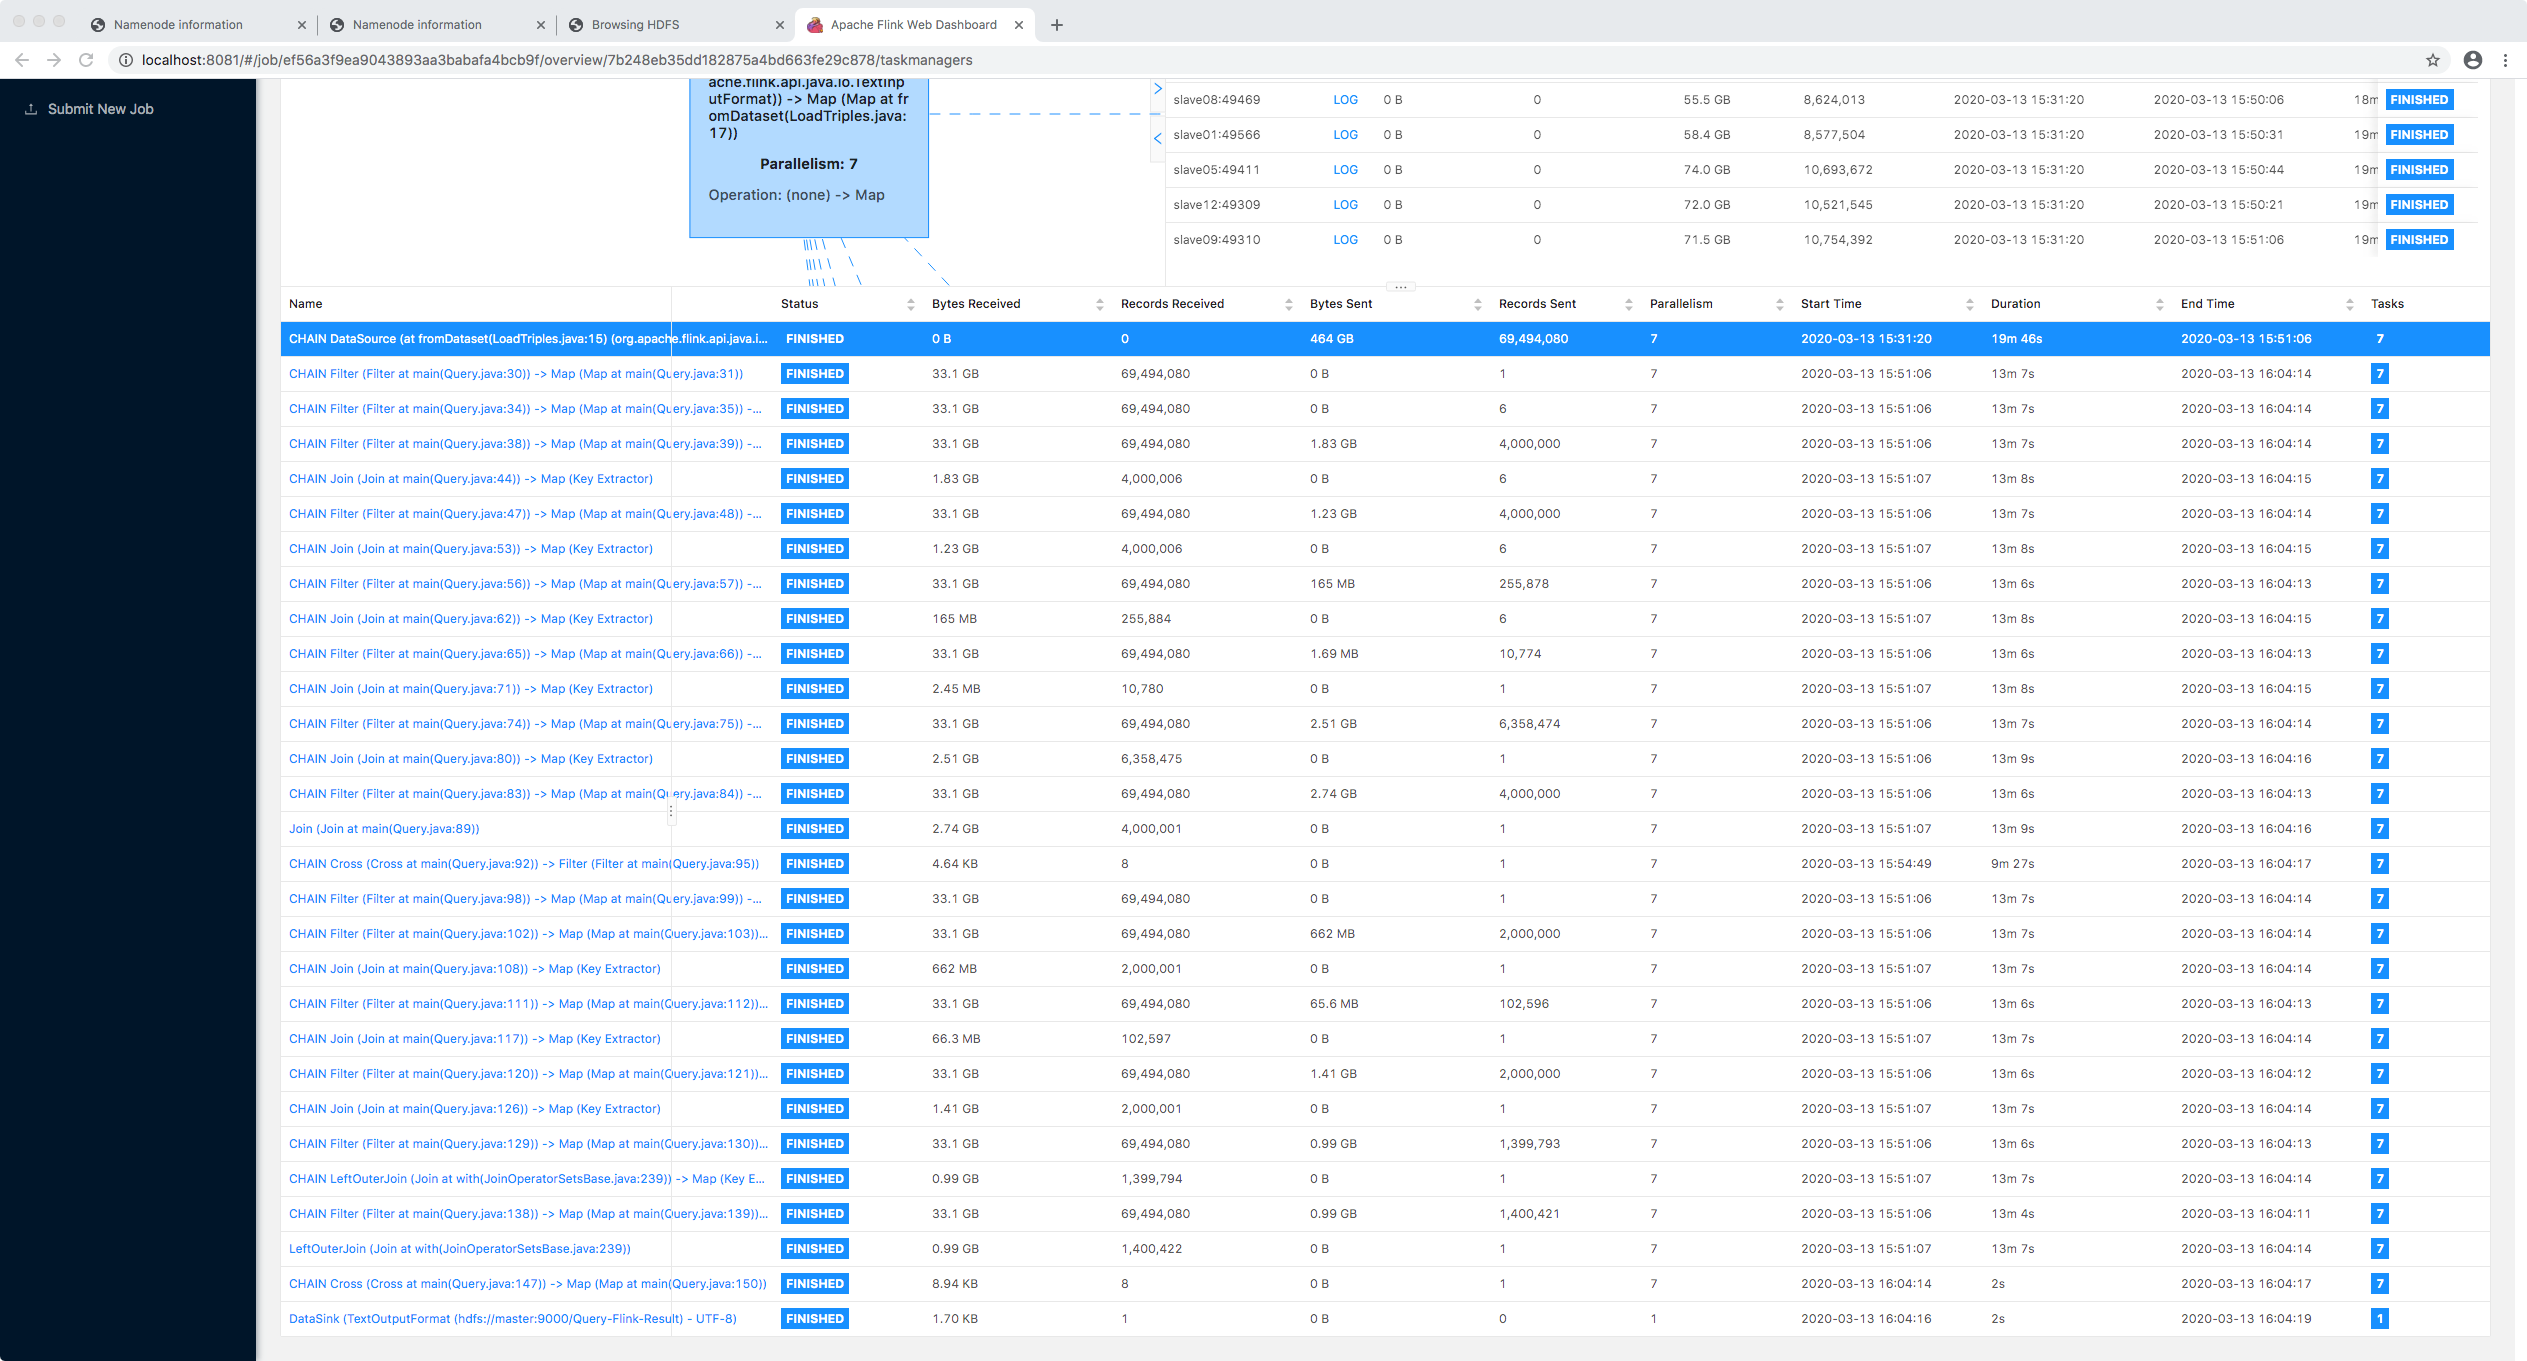 Namenode information
Namenode information
Browsing HDFS
Apache Flink Web Dashboard
localhost:8081/#/job/ef56a3f9ea9043893aa3babafa4bcb9f/overview/7b248eb35dd182875a4bd663fe29c878/taskmanagers
Submit New Job
ache.flink.api.java.io.TextInp
utFormat)) -> Map (Map at fr
omDataset(LoadTriples.java:
17))
Parallelism: 7
Operation: (none) -> Map
slave08:49469 LOG 0 B 0 55.5 GB 8,624,013 2020-03-13 15:31:20 2020-03-13 15:50:06 18m FINISHED
slave01:49566 LOG 0 B 0 58.4 GB 8,577,504 2020-03-13 15:31:20 2020-03-13 15:50:31 19m FINISHED
slave05:49411 LOG 0 B 0 74.0 GB 10,693,672 2020-03-13 15:31:20 2020-03-13 15:50:44 19m FINISHED
slave12:49309 LOG 0 B 0 72.0 GB 10,521,545 2020-03-13 15:31:20 2020-03-13 15:50:21 19m FINISHED
slave09:49310 LOG 0 B 0 71.5 GB 10,754,392 2020-03-13 15:31:20 2020-03-13 15:51:06 19m FINISHED
Name Status Bytes Received Records Received Bytes Sent Records Sent Parallelism Start Time Duration End Time Tasks
CHAIN DataSource (at fromDataset(LoadTriples.java:15) (org.apache.flink.api.java.i... FINISHED 0 B 0 464 GB 69,494,080 7 2020-03-13 15:31:20 19m 46s 2020-03-13 15:51:06 7
CHAIN Filter (Filter at main(Query.java:30)) -> Map (Map at main(Query.java:31)) FINISHED 33.1 GB 69,494,080 0 B 1 7 2020-03-13 15:51:06 13m 7s 2020-03-13 16:04:14 7
CHAIN Filter (Filter at main(Query.java:34)) -> Map (Map at main(Query.java:35)) -... FINISHED 33.1 GB 69,494,080 0 B 6 7 2020-03-13 15:51:06 13m 7s 2020-03-13 16:04:14 7
CHAIN Filter (Filter at main(Query.java:38)) -> Map (Map at main(Query.java:39)) -... FINISHED 33.1 GB 69,494,080 1.83 GB 4,000,000 7 2020-03-13 15:51:06 13m 7s 2020-03-13 16:04:14 7
CHAIN Join (Join at main(Query.java:44)) -> Map (Key Extractor) FINISHED 1.83 GB 4,000,006 0 B 6 7 2020-03-13 15:51:07 13m 8s 2020-03-13 16:04:15 7
CHAIN Filter (Filter at main(Query.java:47)) -> Map (Map at main(Query.java:48)) -... FINISHED 33.1 GB 69,494,080 1.23 GB 4,000,000 7 2020-03-13 15:51:06 13m 7s 2020-03-13 16:04:14 7
CHAIN Join (Join at main(Query.java:53)) -> Map (Key Extractor) FINISHED 1.23 GB 4,000,006 0 B 6 7 2020-03-13 15:51:07 13m 8s 2020-03-13 16:04:15 7
CHAIN Filter (Filter at main(Query.java:56)) -> Map (Map at main(Query.java:57)) -... FINISHED 33.1 GB 69,494,080 165 MB 255,878 7 2020-03-13 15:51:06 13m 6s 2020-03-13 16:04:13 7
CHAIN Join (Join at main(Query.java:62)) -> Map (Key Extractor) FINISHED 165 MB 255,884 0 B 6 7 2020-03-13 15:51:07 13m 8s 2020-03-13 16:04:15 7
CHAIN Filter (Filter at main(Query.java:65)) -> Map (Map at main(Query.java:66)) -... FINISHED 33.1 GB 69,494,080 1.69 MB 10,774 7 2020-03-13 15:51:06 13m 6s 2020-03-13 16:04:13 7
CHAIN Join (Join at main(Query.java:71)) -> Map (Key Extractor) FINISHED 2.45 MB 10,780 0 B 1 7 2020-03-13 15:51:07 13m 8s 2020-03-13 16:04:15 7
CHAIN Filter (Filter at main(Query.java:74)) -> Map (Map at main(Query.java:75)) -... FINISHED 33.1 GB 69,494,080 2.51 GB 6,358,474 7 2020-03-13 15:51:06 13m 7s 2020-03-13 16:04:14 7
CHAIN Join (Join at main(Query.java:80)) -> Map (Key Extractor) FINISHED 2.51 GB 6,358,475 0 B 1 7 2020-03-13 15:51:06 13m 9s 2020-03-13 16:04:16 7
CHAIN Filter (Filter at main(Query.java:83)) -> Map (Map at main(Query.java:84)) -... FINISHED 33.1 GB 69,494,080 2.74 GB 4,000,000 7 2020-03-13 15:51:06 13m 6s 2020-03-13 16:04:13 7
Join (Join at main(Query.java:89)) FINISHED 2.74 GB 4,000,001 0 B 1 7 2020-03-13 15:51:07 13m 9s 2020-03-13 16:04:16 7
CHAIN Cross (Cross at main(Query.java:92)) -> Filter (Filter at main(Query.java:95)) FINISHED 4.64 KB 8 0 B 1 7 2020-03-13 15:54:49 9m 27s 2020-03-13 16:04:17 7
CHAIN Filter (Filter at main(Query.java:98)) -> Map (Map at main(Query.java:99)) -... FINISHED 33.1 GB 69,494,080 0 B 1 7 2020-03-13 15:51:06 13m 7s 2020-03-13 16:04:14 7
CHAIN Filter (Filter at main(Query.java:102)) -> Map (Map at main(Query.java:103))... FINISHED 33.1 GB 69,494,080 662 MB 2,000,000 7 2020-03-13 15:51:06 13m 7s 2020-03-13 16:04:14 7
CHAIN Join (Join at main(Query.java:108)) -> Map (Key Extractor) FINISHED 662 MB 2,000,001 0 B 1 7 2020-03-13 15:51:07 13m 7s 2020-03-13 16:04:14 7
CHAIN Filter (Filter at main(Query.java:111)) -> Map (Map at main(Query.java:112))... FINISHED 33.1 GB 69,494,080 65.6 MB 102,596 7 2020-03-13 15:51:06 13m 6s 2020-03-13 16:04:13 7
CHAIN Join (Join at main(Query.java:117)) -> Map (Key Extractor) FINISHED 66.3 MB 102,597 0 B 1 7 2020-03-13 15:51:07 13m 7s 2020-03-13 16:04:14 7
CHAIN Filter (Filter at main(Query.java:120)) -> Map (Map at main(Query.java:121))... FINISHED 33.1 GB 69,494,080 1.41 GB 2,000,000 7 2020-03-13 15:51:06 13m 6s 2020-03-13 16:04:12 7
CHAIN Join (Join at main(Query.java:126)) -> Map (Key Extractor) FINISHED 1.41 GB 2,000,001 0 B 1 7 2020-03-13 15:51:07 13m 7s 2020-03-13 16:04:14 7
CHAIN Filter (Filter at main(Query.java:129)) -> Map (Map at main(Query.java:130))... FINISHED 33.1 GB 69,494,080 0.99 GB 1,399,793 7 2020-03-13 15:51:06 13m 6s 2020-03-13 16:04:13 7
CHAIN LeftOuterJoin (Join at with(JoinOperatorSetsBase.java:239)) -> Map (Key E... FINISHED 0.99 GB 1,399,794 0 B 1 7 2020-03-13 15:51:07 13m 7s 2020-03-13 16:04:14 7
CHAIN Filter (Filter at main(Query.java:138)) -> Map (Map at main(Query.java:139))... FINISHED 33.1 GB 69,494,080 0.99 GB 1,400,421 7 2020-03-13 15:51:06 13m 4s 2020-03-13 16:04:11 7
LeftOuterJoin (Join at with(JoinOperatorSetsBase.java:239)) FINISHED 0.99 GB 1,400,422 0 B 1 7 2020-03-13 15:51:07 13m 7s 2020-03-13 16:04:14 7
CHAIN Cross (Cross at main(Query.java:147)) -> Map (Map at main(Query.java:150)) FINISHED 8.94 KB 8 0 B 1 7 2020-03-13 16:04:14 2s 2020-03-13 16:04:17 7
DataSink (TextOutputFormat (hdfs://master:9000/Query-Flink-Result) - UTF-8) FINISHED 1.70 KB 1 0 B 0 1 2020-03-13 16:04:16 2s 2020-03-13 16:04:19 1